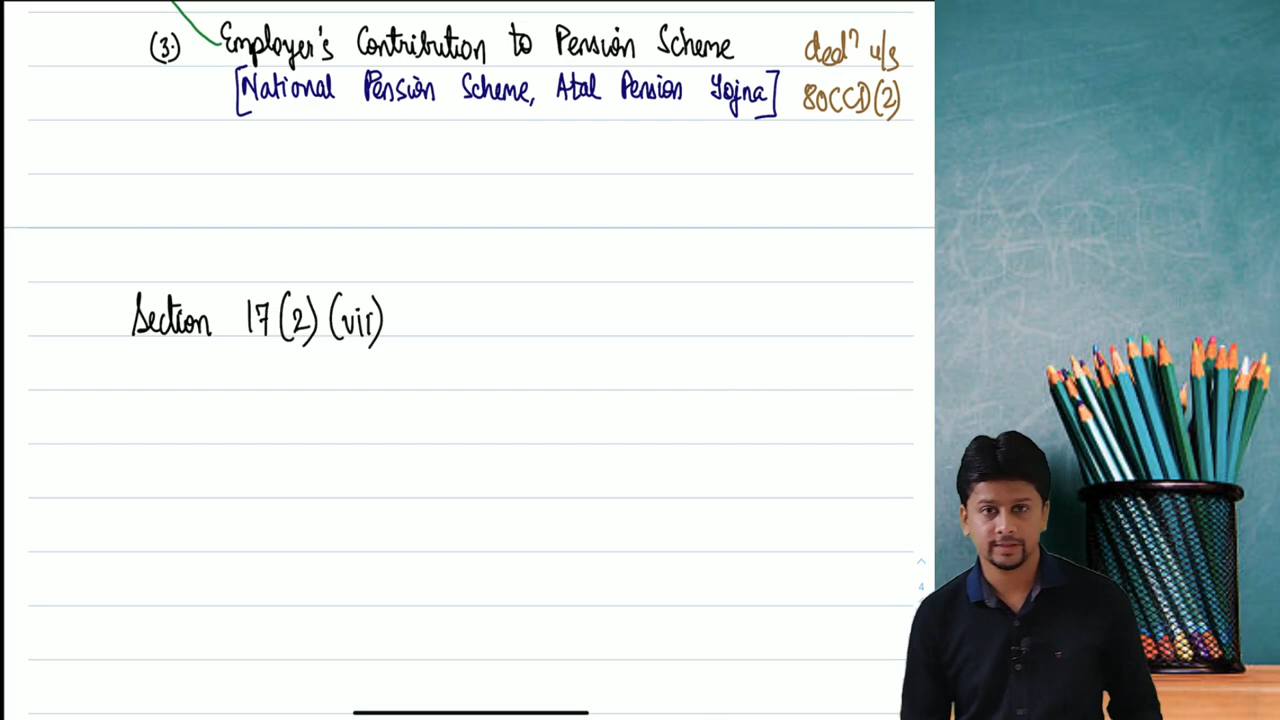 (3.) Employer's Contribution to Pension Scheme dedⁿ u/s
[National Pension Scheme, Atal Pension Yojna] 80CCD(2)
Section 17(2)(vii)
4